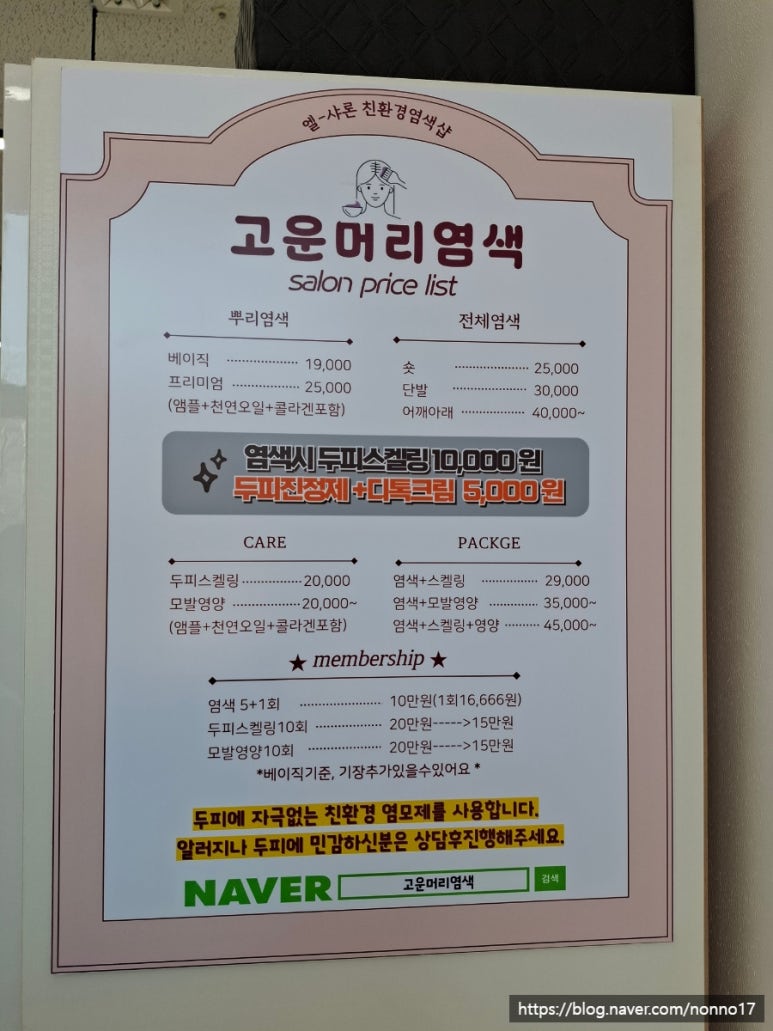 엘-샤론 친환경염색샵
고운머리염색
salon price list
뿌리염색
베이직 ········ 19,000
프리미엄 ········ 25,000
(앰플+천연오일+콜라겐포함)
전체염색
숏 ········ 25,000
단발 ········ 30,000
어깨아래 ········ 40,000~
염색시 두피스켈링 10,000원
두피진정제+디톡크림 5,000원
CARE
두피스켈링 ········ 20,000
모발영양 ········ 20,000~
(앰플+천연오일+콜라겐포함)
PACKGE
염색+스켈링 ········ 29,000
염색+모발영양 ········ 35,000~
염색+스켈링+영양 ········ 45,000~
★ membership ★
염색 5+1회 ········ 10만원(1회16,666원)
두피스켈링10회 ········ 20만원----->15만원
모발영양10회 ········ 20만원----->15만원
*베이직기준, 기장추가있을수있어요 *
두피에 자극없는 친환경 염모제를 사용합니다.
알러지나 두피에 민감하신분은 상담후진행해주세요.
NAVER 고운머리염색 검색
https://blog.naver.com/nonno17